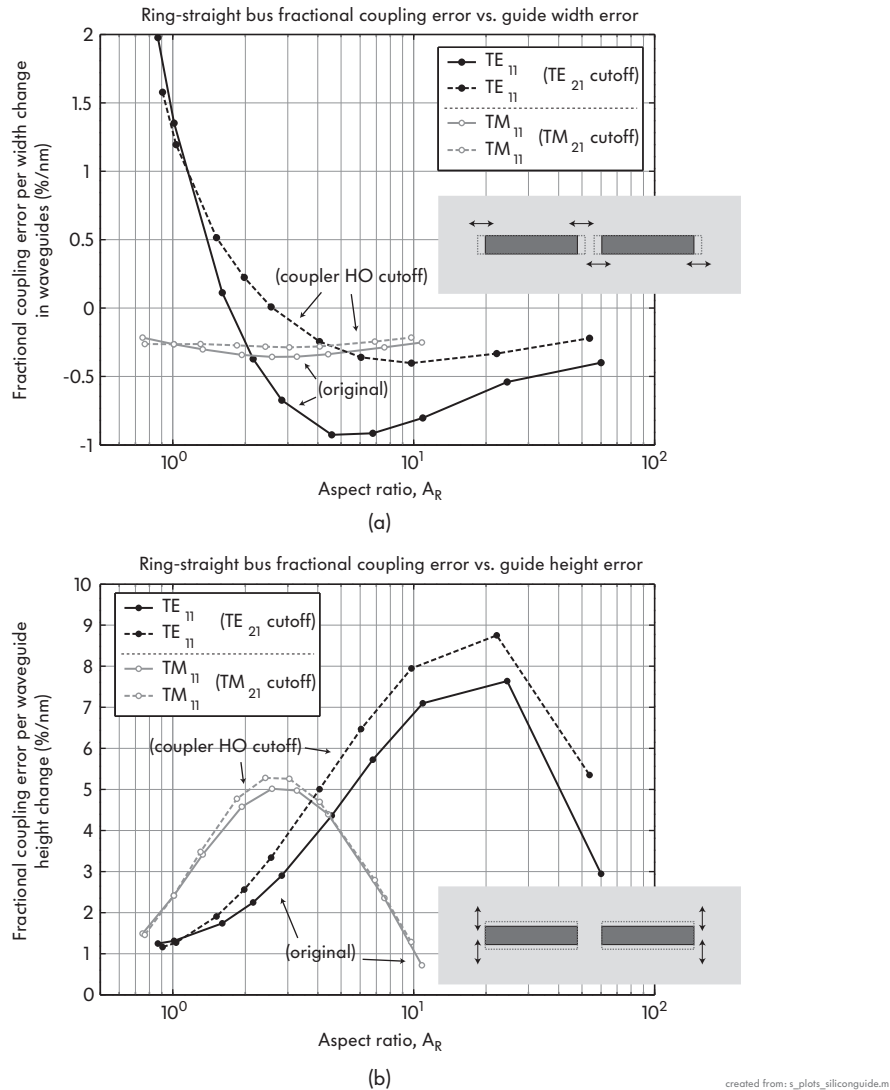 Ring-straight bus fractional coupling error vs. guide width error
Fractional coupling error per width change
in waveguides (%/nm)
2
1.5
1
0.5
0
-0.5
-1
TE 11 (TE 21 cutoff)
TE 11
TM 11 (TM 21 cutoff)
TM 11
(coupler HO cutoff)
(original)
10^0 10^1 10^2
Aspect ratio, A_R
(a)
Ring-straight bus fractional coupling error vs. guide height error
Fractional coupling error per waveguide
height change (%/nm)
10
9
8
7
6
5
4
3
2
1
0
TE 11 (TE 21 cutoff)
TE 11
TM 11 (TM 21 cutoff)
TM 11
(coupler HO cutoff)
(original)
10^0 10^1 10^2
Aspect ratio, A_R
(b)
created from: s_plots_siliconguide.m